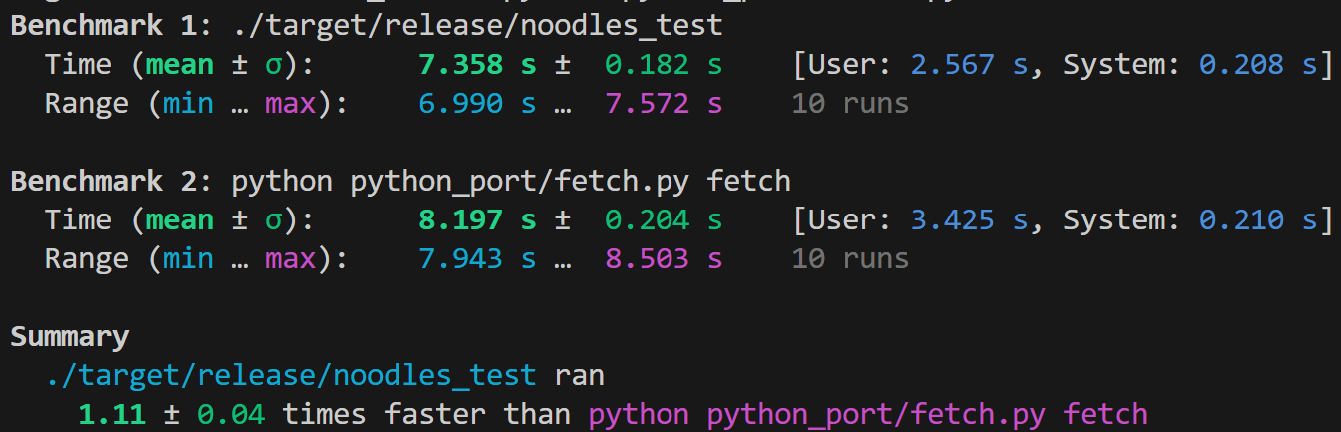 Benchmark 1: ./target/release/noodles_test
Time (mean ± σ): 7.358 s ± 0.182 s [User: 2.567 s, System: 0.208 s]
Range (min … max): 6.990 s … 7.572 s 10 runs
Benchmark 2: python python_port/fetch.py fetch
Time (mean ± σ): 8.197 s ± 0.204 s [User: 3.425 s, System: 0.210 s]
Range (min … max): 7.943 s … 8.503 s 10 runs
Summary
./target/release/noodles_test ran
1.11 ± 0.04 times faster than python python_port/fetch.py fetch